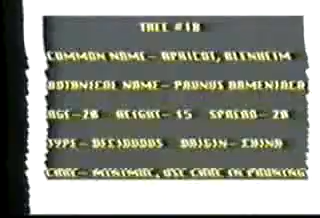 TREE #18
COMMON NAME- APRICOT, BLENHEIM
BOTANICAL NAME- PRUNUS ARMENIACA
AGE-20 HEIGHT- 15 SPREAD- 20
TYPE- DECIDUOUS ORIGIN- CHINA
CARE- MINIMAL, USE CARE IN PRUNING